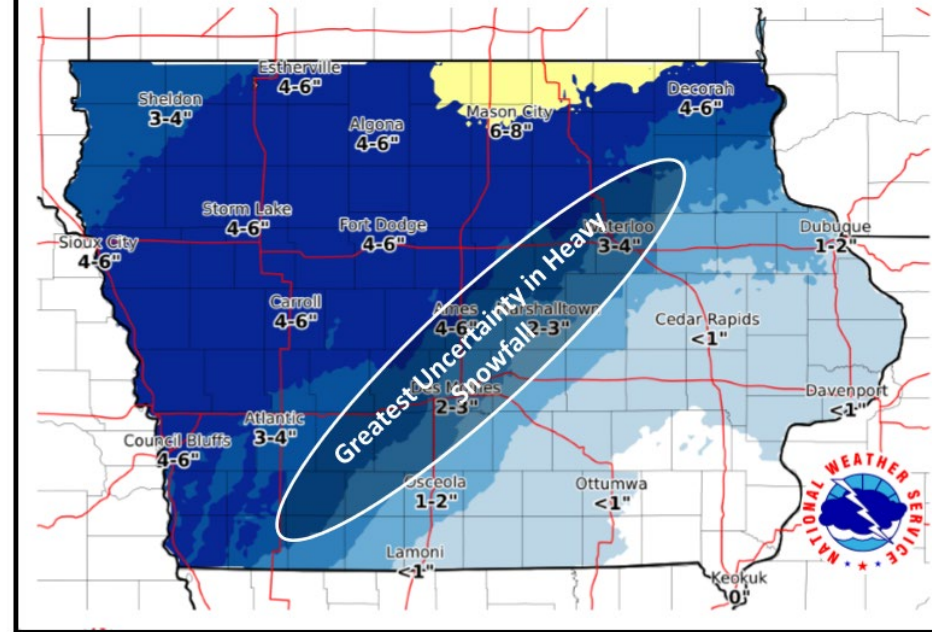 Estherville
4-6"
Sheldon
3-4"
Decorah
4-6"
Mason City
6-8"
Algona
4-6"
Storm Lake
4-6"
Fort Dodge
4-6"
Waterloo
3-4"
Dubuque
1-2"
Sioux City
4-6"
Carroll
4-6"
Ames
4-6"
Marshalltown
2-3"
Cedar Rapids
<1"
Greatest Uncertainty in Heavy
Snowfall
Des Moines
2-3"
Davenport
<1"
Atlantic
3-4"
Council Bluffs
4-6"
Osceola
1-2"
Ottumwa
<1"
Lamoni
<1"
Keokuk
0"
NATIONAL WEATHER SERVICE